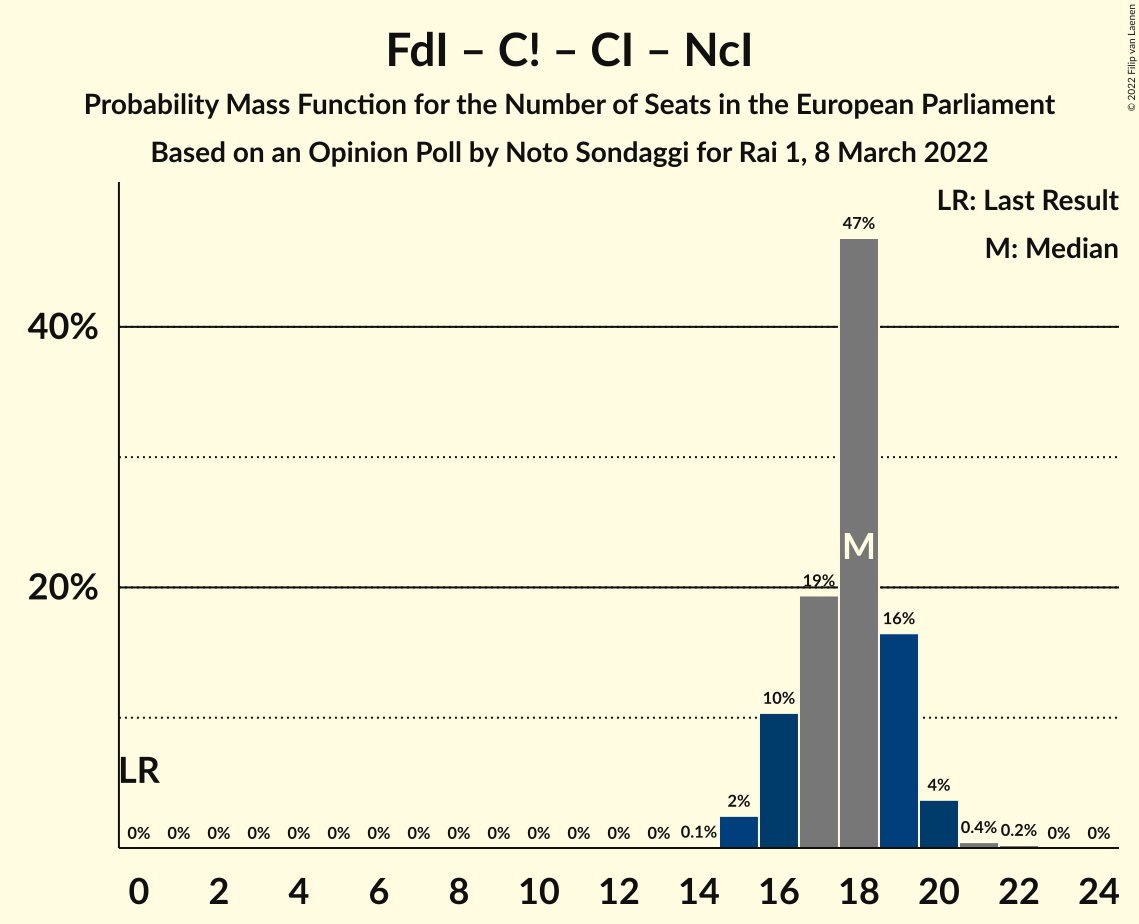 FdI – C! – CI – NcI
Probability Mass Function for the Number of Seats in the European Parliament
Based on an Opinion Poll by Noto Sondaggi for Rai 1, 8 March 2022
© 2022 Filip van Laenen
LR: Last Result
M: Median
47%
40%
M
19%
20%
16%
10%
LR
4%
2%
0% 0% 0% 0% 0% 0% 0% 0% 0% 0% 0% 0% 0% 0% 0.1% 0.4% 0.2% 0% 0%
0 2 4 6 8 10 12 14 16 18 20 22 24